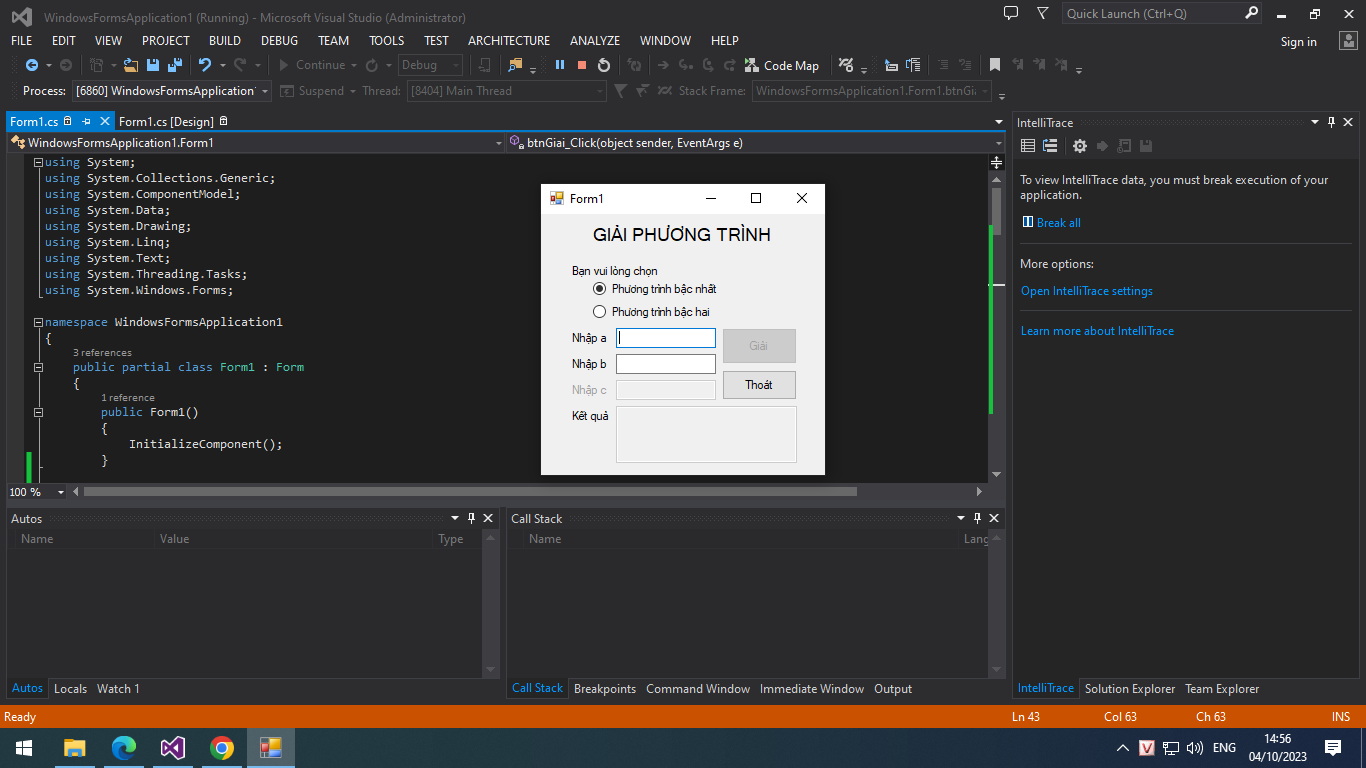 WindowsFormsApplication1 (Running) - Microsoft Visual Studio (Administrator)
Quick Launch (Ctrl+Q)
FILE EDIT VIEW PROJECT BUILD DEBUG TEAM TOOLS TEST ARCHITECTURE ANALYZE WINDOW HELP
Sign in
Continue Debug Code Map
Process: [6860] WindowsFormsApplication1 Suspend Thread: [8404] Main Thread Stack Frame: WindowsFormsApplication1.Form1.btnGia
Form1.cs Form1.cs [Design]
WindowsFormsApplication1.Form1 btnGiai_Click(object sender, EventArgs e)
using System;
using System.Collections.Generic;
using System.ComponentModel;
using System.Data;
using System.Drawing;
using System.Linq;
using System.Text;
using System.Threading.Tasks;
using System.Windows.Forms;
namespace WindowsFormsApplication1
{
3 references
public partial class Form1 : Form
{
1 reference
public Form1()
{
InitializeComponent();
}
100 %
Form1
GIẢI PHƯƠNG TRÌNH
Bạn vui lòng chọn
Phương trình bậc nhất
Phương trình bậc hai
Nhập a
Giải
Nhập b
Thoát
Nhập c
Kết quả
IntelliTrace
To view IntelliTrace data, you must break execution of your
application.
Break all
More options:
Open IntelliTrace settings
Learn more about IntelliTrace
Autos
Name Value Type
Call Stack
Name Lang
Autos Locals Watch 1
Call Stack Breakpoints Command Window Immediate Window Output
IntelliTrace Solution Explorer Team Explorer
Ready Ln 43 Col 63 Ch 63 INS
ENG
14:56
04/10/2023